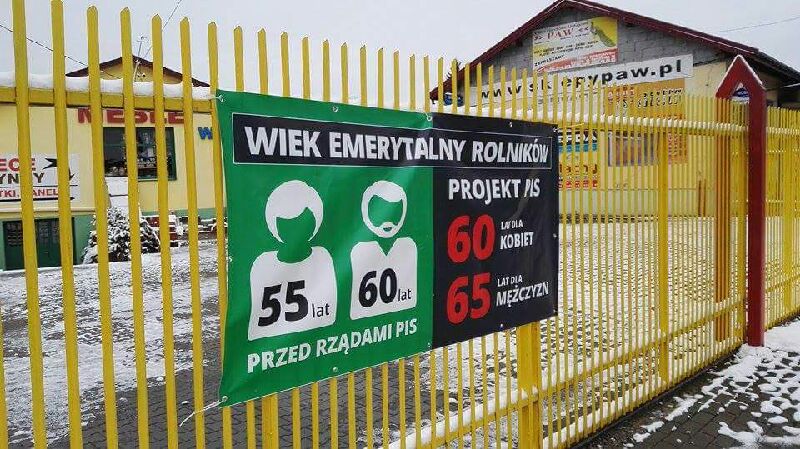 PAW
www.sklepypaw.pl
MEBLE
WIEK EMERYTALNY ROLNIKÓW
55 lat
60 lat
PRZED RZĄDAMI PIS
PROJEKT PIS
60 LAT DLA KOBIET
65 LAT DLA MĘŻCZYZN